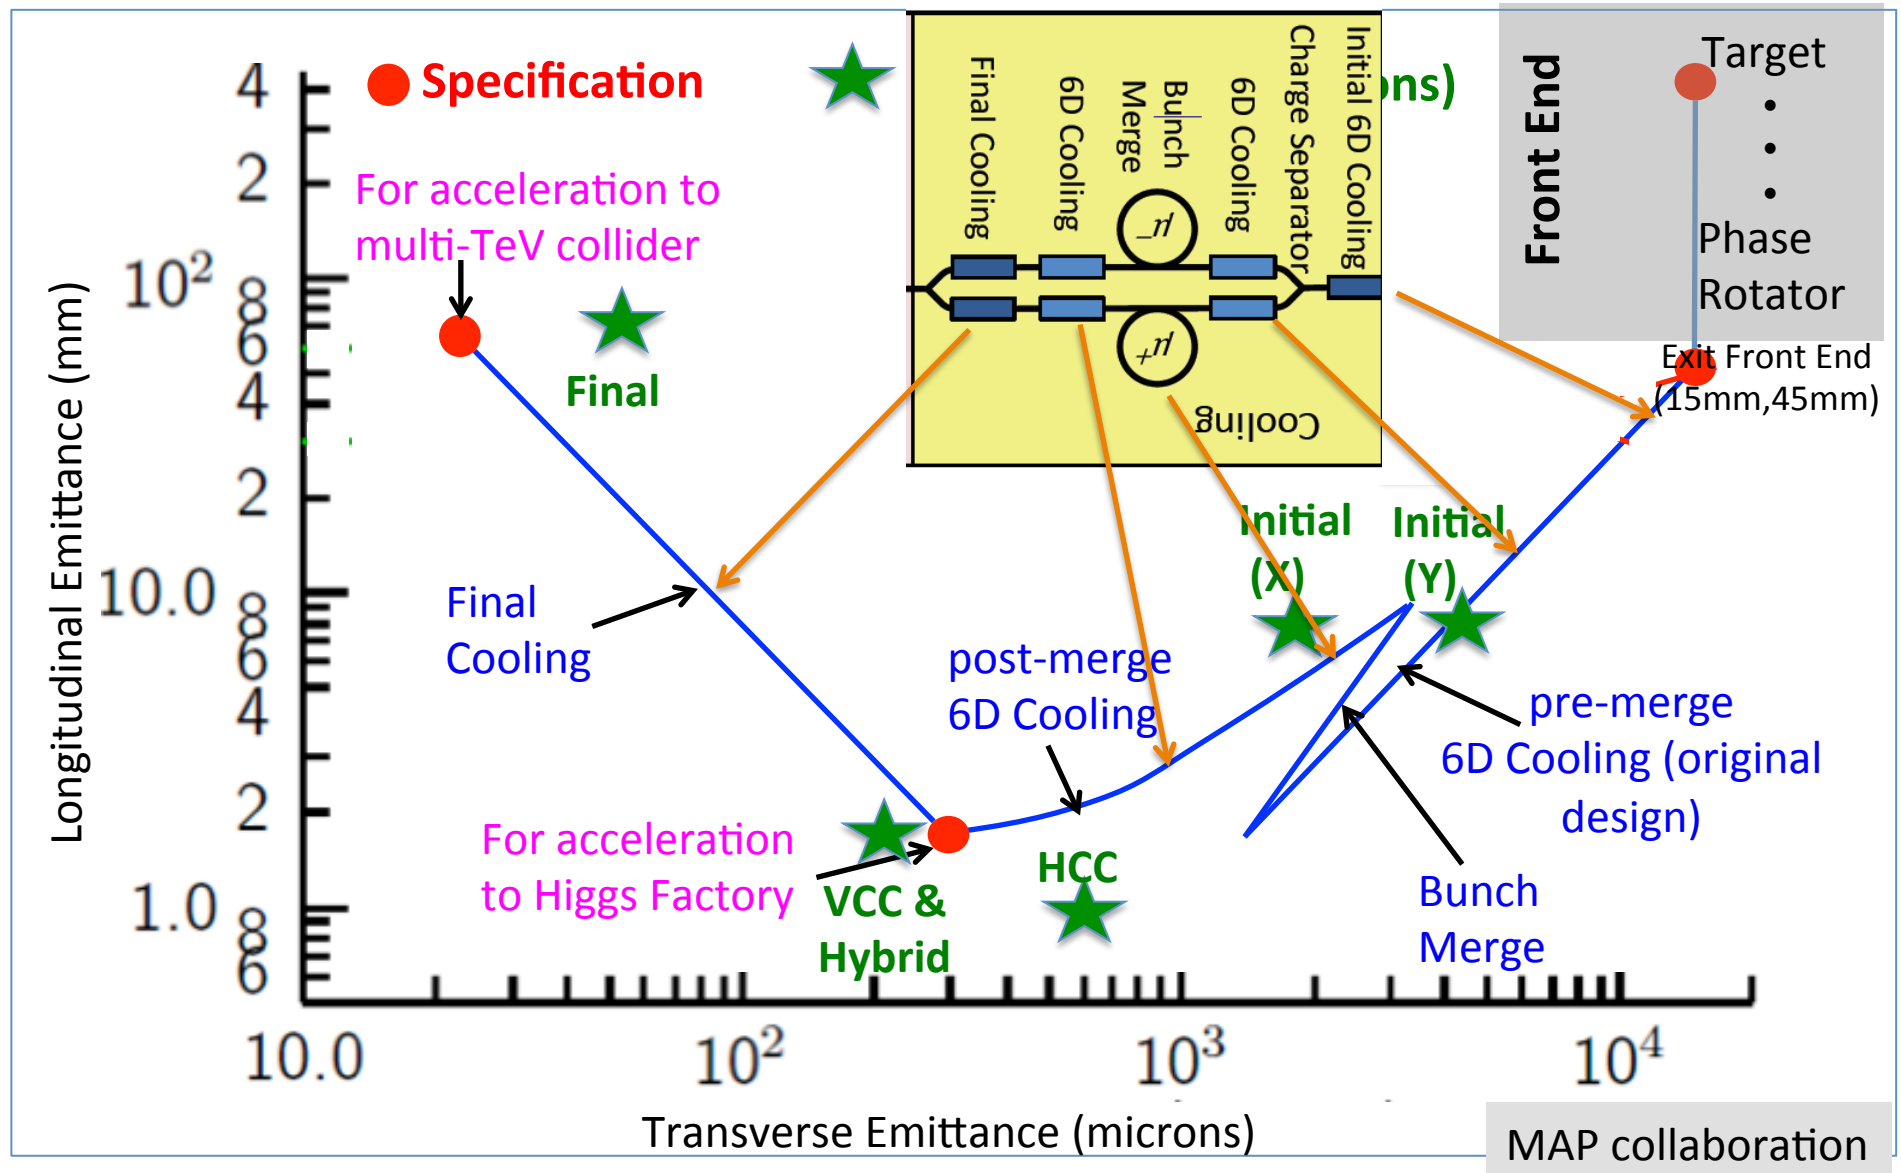 Specification
ons)
For acceleration to
multi-TeV collider
Final
Final Cooling
6D Cooling
Bunch
Merge
6D Cooling
Charge Separator
Initial 6D Cooling
μ−
μ+
Cooling
Front End
Target
Phase
Rotator
Exit Front End
(15mm,45mm)
Longitudinal Emittance (mm)
4
2
10²
8
6
4
2
10.0
8
6
4
2
1.0
8
6
Initial
(X)
Initial
(Y)
Final
Cooling
post-merge
6D Cooling
pre-merge
6D Cooling (original
design)
For acceleration
to Higgs Factory
VCC &
Hybrid
HCC
Bunch
Merge
10.0
10²
10³
10⁴
Transverse Emittance (microns)
MAP collaboration